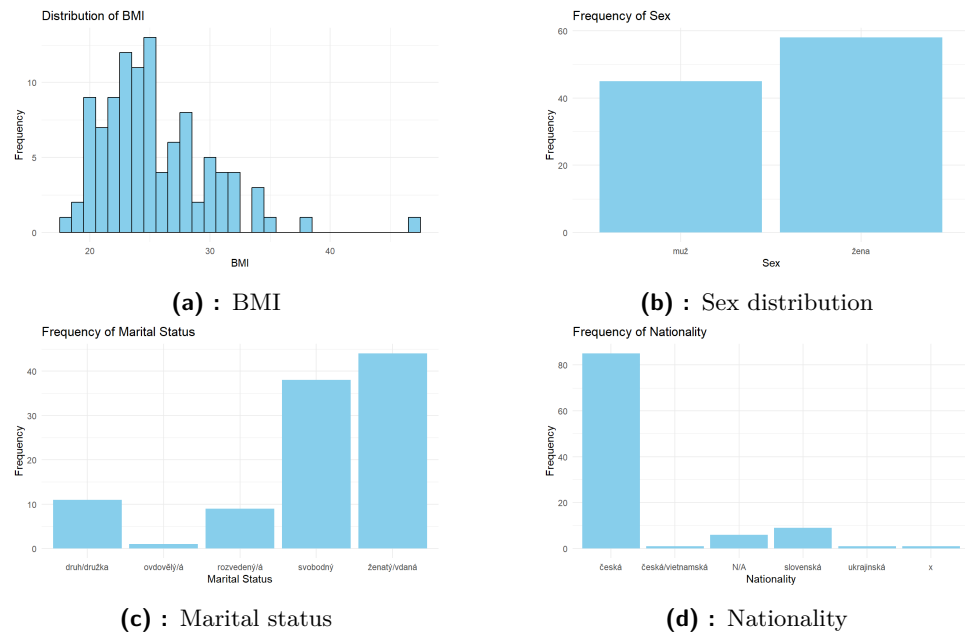 Distribution of BMI
10
5
0
Frequency
20 30 40
BMI
(a) : BMI
Frequency of Sex
60
40
20
0
Frequency
muž žena
Sex
(b) : Sex distribution
Frequency of Marital Status
40
30
20
10
0
Frequency
druh/družka ovdovělý/á rozvedený/á svobodný ženatý/vdaná
Marital Status
(c) : Marital status
Frequency of Nationality
80
60
40
20
0
Frequency
česká česká/vietnamská N/A slovenská ukrajinská x
Nationality
(d) : Nationality